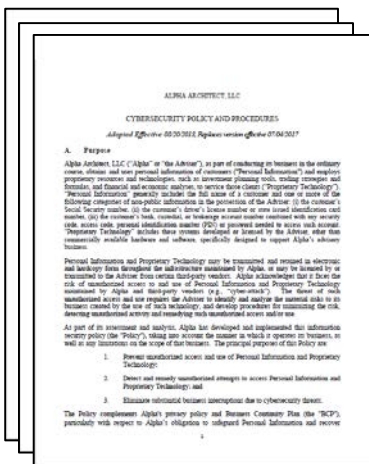 ALPHA ARCHITECT, LLC
CYBERSECURITY POLICY AND PROCEDURES
Adopted Effective 08/20/2018, Replaces version effective 07/04/2017
A. Purpose
Alpha Architect, LLC ("Alpha" or "the Adviser"), as part of conducting its business in the ordinary
course, obtains and uses personal information of customers ("Personal Information") and employs
proprietary resources and technologies, such as investment planning tools, trading strategies and
formulas, and financial and economic analyses, to service those clients ("Proprietary Technology").
"Personal Information" generally includes the full name of a customer and one or more of the
following categories of non-public information in the possession of the Adviser: (i) the customer's
Social Security number, (ii) the customer's driver's license number or state issued identification card
number, (iii) the customer's bank, custodial, or brokerage account number combined with any security
code, access code, personal identification number (PIN) or password needed to access such account.
"Proprietary Technology" includes those systems developed or licensed by the Adviser, other than
commercially available hardware and software, specifically designed to support Alpha's advisory
business.
Personal Information and Proprietary Technology may be transmitted and retained in electronic
and hardcopy form throughout the infrastructure maintained by Alpha, or may be licensed by or
transmitted to the Adviser from certain third-party vendors. Alpha acknowledges that it faces the
risk of unauthorized access to and use of Personal Information and Proprietary Technology
maintained by Alpha and third-party vendors (e.g., "cyber-attack"). The threat of such
unauthorized access and use requires the Adviser to identify and analyze the material risks to its
business created by the use of such technology, and develop procedures for minimizing the risk,
detecting unauthorized activity and remedying such unauthorized access and/or use.
As part of its assessment and analysis, Alpha has developed and implemented this information
security policy (the "Policy"), taking into account the manner in which it operates its business, as
well as any limitations on the scope of that business. The principal purposes of this Policy are:
1. Prevent unauthorized access and use of Personal Information and Proprietary
Technology;
2. Detect and remedy unauthorized attempts to access Personal Information and
Proprietary Technology; and
3. Eliminate substantial business interruptions due to cybersecurity threats.
The Policy complements Alpha's privacy policy and Business Continuity Plan (the "BCP"),
particularly with respect to Alpha's obligation to safeguard Personal Information and recover
1